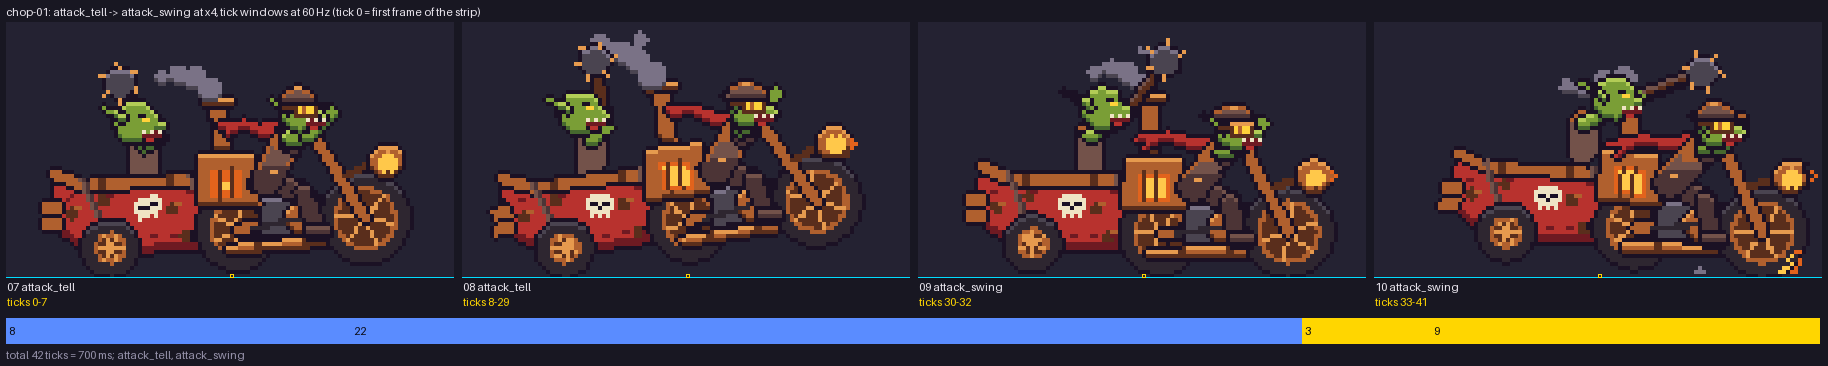 chop-01: attack_tell -> attack_swing at x4, tick windows at 60 Hz (tick 0 = first frame of the strip)
07 attack_tell
ticks 0-7
08 attack_tell
ticks 8-29
09 attack_swing
ticks 30-32
10 attack_swing
ticks 33-41
8 22 3 9
total 42 ticks = 700 ms; attack_tell, attack_swing